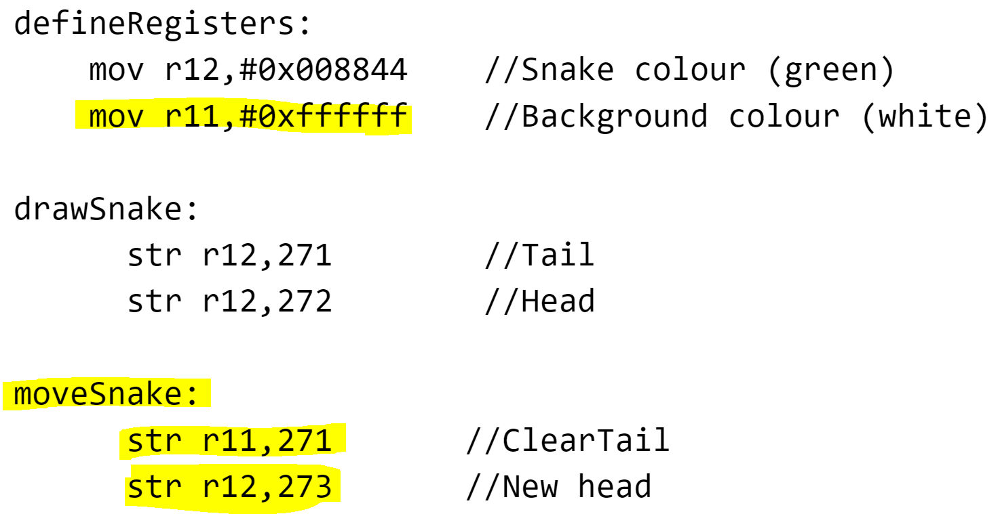 defineRegisters:
mov r12,#0x008844 //Snake colour (green)
mov r11,#0xffffff //Background colour (white)
drawSnake:
str r12,271 //Tail
str r12,272 //Head
moveSnake:
str r11,271 //ClearTail
str r12,273 //New head